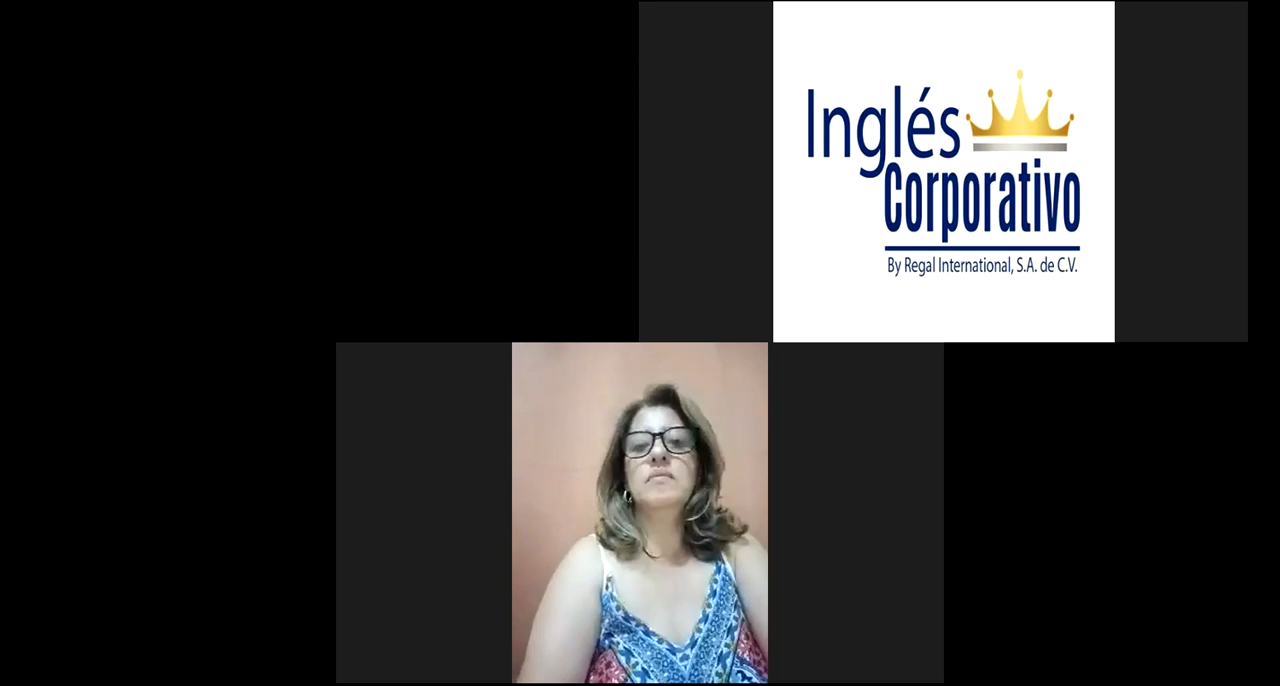 Inglés
Corporativo
By Regal International, S.A. de C.V.